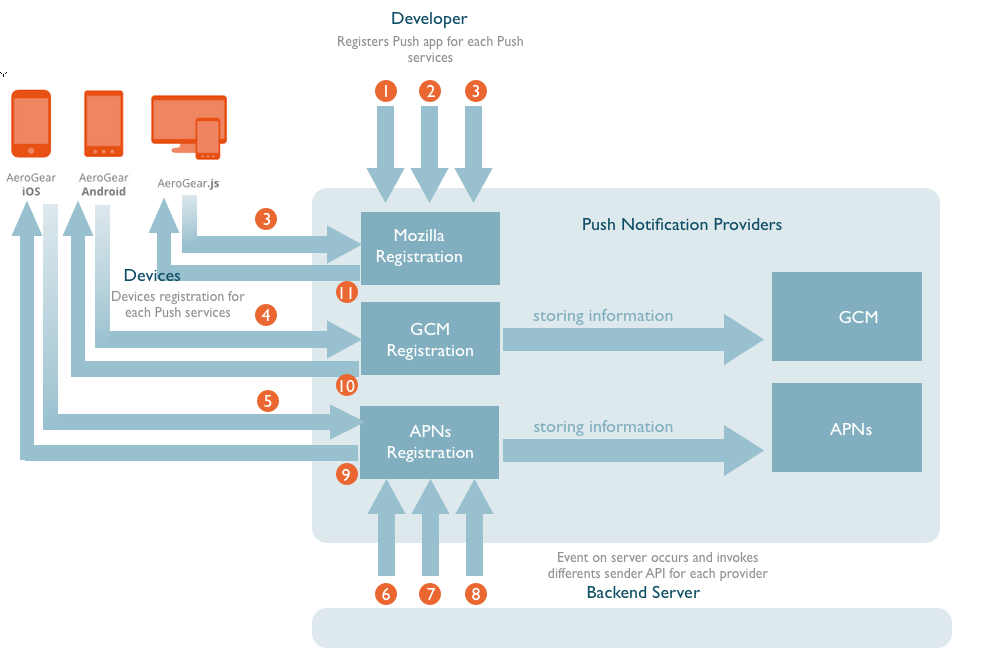 Developer
Registers Push app for each Push
services
1 2 3
AeroGear
iOS
AeroGear
Android
AeroGear.js
3
Mozilla
Registration
Push Notification Providers
Devices
Devices registration for
each Push services
11
4
GCM
Registration
storing information
GCM
10
5
APNs
Registration
storing information
APNs
9
Event on server occurs and invokes
differents sender API for each provider
6 7 8
Backend Server